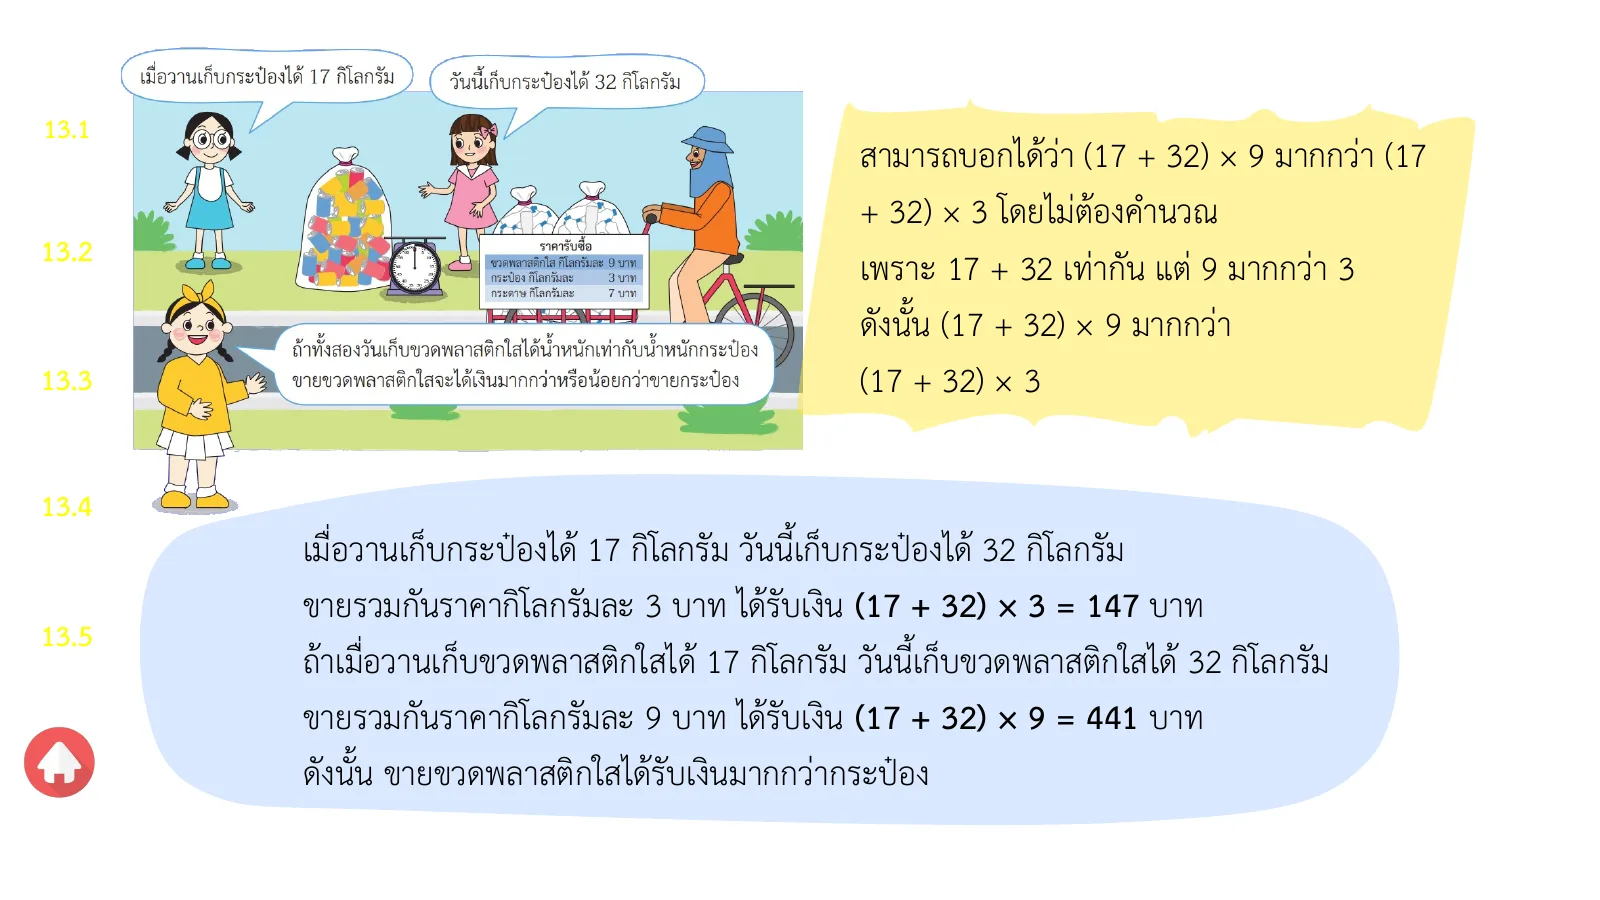 เมื่อวานเก็บกระป๋องได้ 17 กิโลกรัม
วันนี้เก็บกระป๋องได้ 32 กิโลกรัม
13.1
13.2
13.3
13.4
13.5
ราคารับซื้อ
ขวดพลาสติกใส กิโลกรัมละ 9 บาท
กระป๋อง กิโลกรัมละ 3 บาท
กระดาษ กิโลกรัมละ 7 บาท
ถ้าทั้งสองวันเก็บขวดพลาสติกใสได้น้ำหนักเท่ากับน้ำหนักกระป๋อง
ขายขวดพลาสติกใสจะได้เงินมากกว่าหรือน้อยกว่าขายกระป๋อง
สามารถบอกได้ว่า (17 + 32) × 9 มากกว่า (17
+ 32) × 3 โดยไม่ต้องคำนวณ
เพราะ 17 + 32 เท่ากัน แต่ 9 มากกว่า 3
ดังนั้น (17 + 32) × 9 มากกว่า
(17 + 32) × 3
เมื่อวานเก็บกระป๋องได้ 17 กิโลกรัม วันนี้เก็บกระป๋องได้ 32 กิโลกรัม
ขายรวมกันราคากิโลกรัมละ 3 บาท ได้รับเงิน (17 + 32) × 3 = 147 บาท
ถ้าเมื่อวานเก็บขวดพลาสติกใสได้ 17 กิโลกรัม วันนี้เก็บขวดพลาสติกใสได้ 32 กิโลกรัม
ขายรวมกันราคากิโลกรัมละ 9 บาท ได้รับเงิน (17 + 32) × 9 = 441 บาท
ดังนั้น ขายขวดพลาสติกใสได้รับเงินมากกว่ากระป๋อง